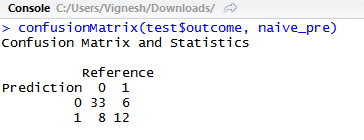 Console C:/Users/Vignesh/Downloads/
> confusionMatrix(test$outcome, naive_pre)
Confusion Matrix and Statistics
Reference
Prediction 0 1
0 33 6
1 8 12